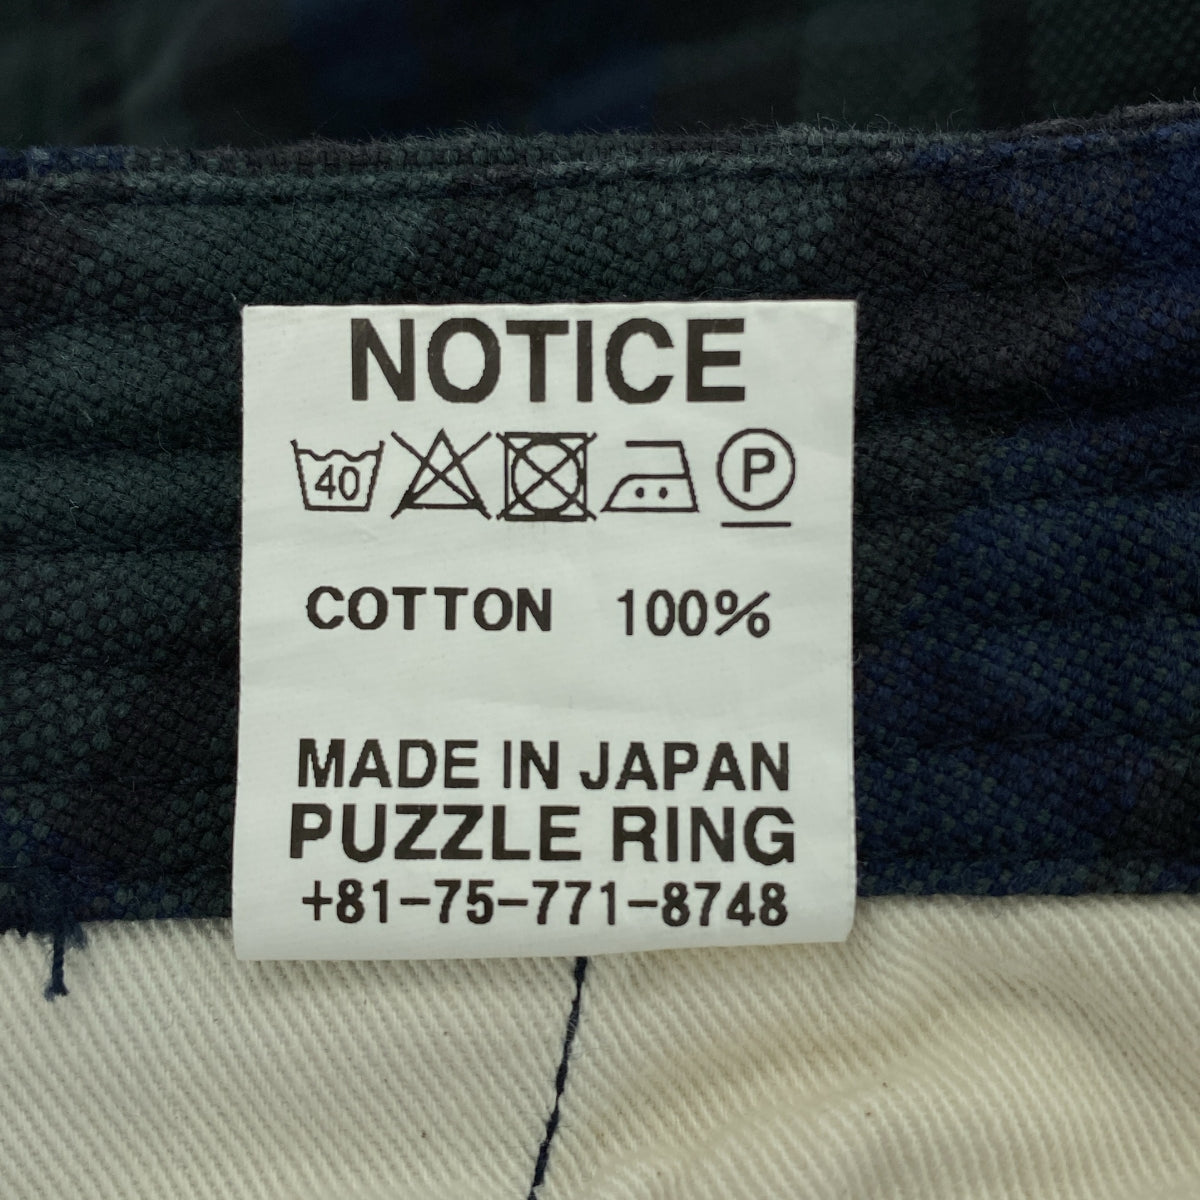 NOTICE
40 P
COTTON 100%
MADE IN JAPAN
PUZZLE RING
+81-75-771-8748